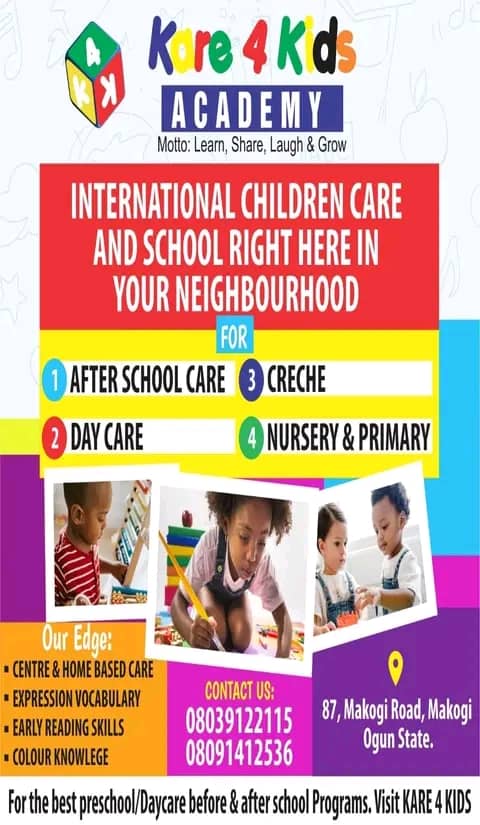 4
K
K
Kare 4 Kids
ACADEMY
Motto: Learn, Share, Laugh & Grow
INTERNATIONAL CHILDREN CARE
AND SCHOOL RIGHT HERE IN
YOUR NEIGHBOURHOOD
FOR
1 AFTER SCHOOL CARE
3 CRECHE
2 DAY CARE
4 NURSERY & PRIMARY
Our Edge:
▪ CENTRE & HOME BASED CARE
▪ EXPRESSION VOCABULARY
▪ EARLY READING SKILLS
▪ COLOUR KNOWLEGE
CONTACT US:
08039122115
08091412536
87, Makogi Road, Makogi
Ogun State.
For the best preschool/Daycare before & after school Programs. Visit KARE 4 KIDS